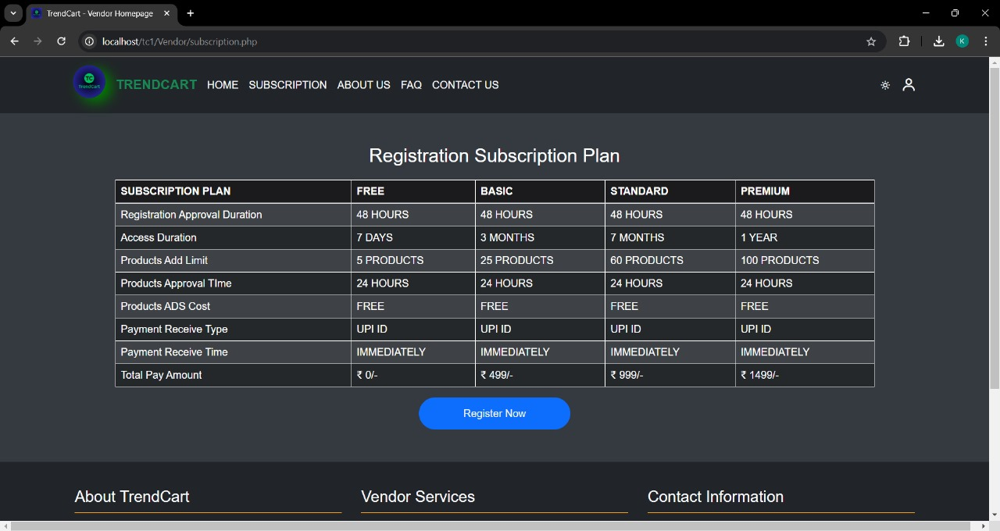 TrendCart - Vendor Homepage
localhost/tc1/Vendor/subscription.php
K
TC
TrendCart
TRENDCART HOME SUBSCRIPTION ABOUT US FAQ CONTACT US
Registration Subscription Plan
SUBSCRIPTION PLAN FREE BASIC STANDARD PREMIUM
Registration Approval Duration 48 HOURS 48 HOURS 48 HOURS 48 HOURS
Access Duration 7 DAYS 3 MONTHS 7 MONTHS 1 YEAR
Products Add Limit 5 PRODUCTS 25 PRODUCTS 60 PRODUCTS 100 PRODUCTS
Products Approval TIme 24 HOURS 24 HOURS 24 HOURS 24 HOURS
Products ADS Cost FREE FREE FREE FREE
Payment Receive Type UPI ID UPI ID UPI ID UPI ID
Payment Receive Time IMMEDIATELY IMMEDIATELY IMMEDIATELY IMMEDIATELY
Total Pay Amount ₹ 0/- ₹ 499/- ₹ 999/- ₹ 1499/-
Register Now
About TrendCart Vendor Services Contact Information